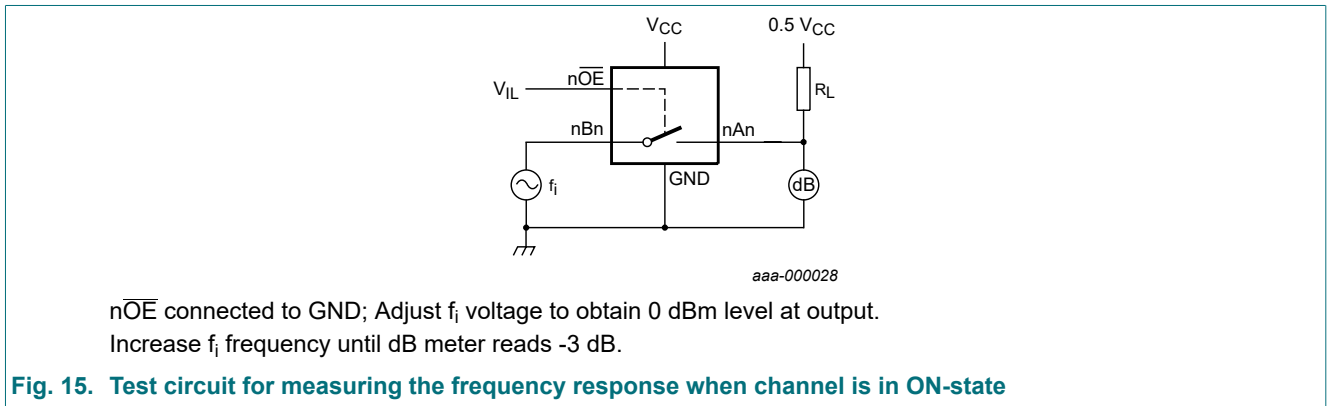 VCC
0.5 VCC
VIL
nOE
RL
nBn
nAn
GND
fi
dB
aaa-000028
nOE connected to GND; Adjust fi voltage to obtain 0 dBm level at output.
Increase fi frequency until dB meter reads -3 dB.
Fig. 15. Test circuit for measuring the frequency response when channel is in ON-state